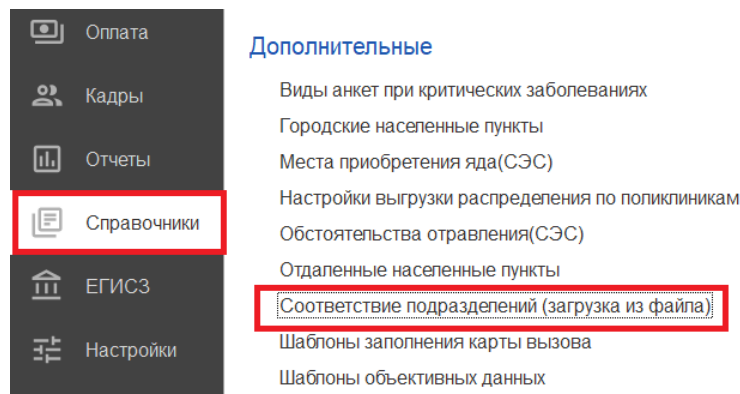 Оплата
Кадры
Отчеты
Справочники
ЕГИСЗ
Настройки
Дополнительные
Виды анкет при критических заболеваниях
Городские населенные пункты
Места приобретения яда(СЭС)
Настройки выгрузки распределения по поликлиникам
Обстоятельства отравления(СЭС)
Отдаленные населенные пункты
Соответствие подразделений (загрузка из файла)
Шаблоны заполнения карты вызова
Шаблоны объективных данных